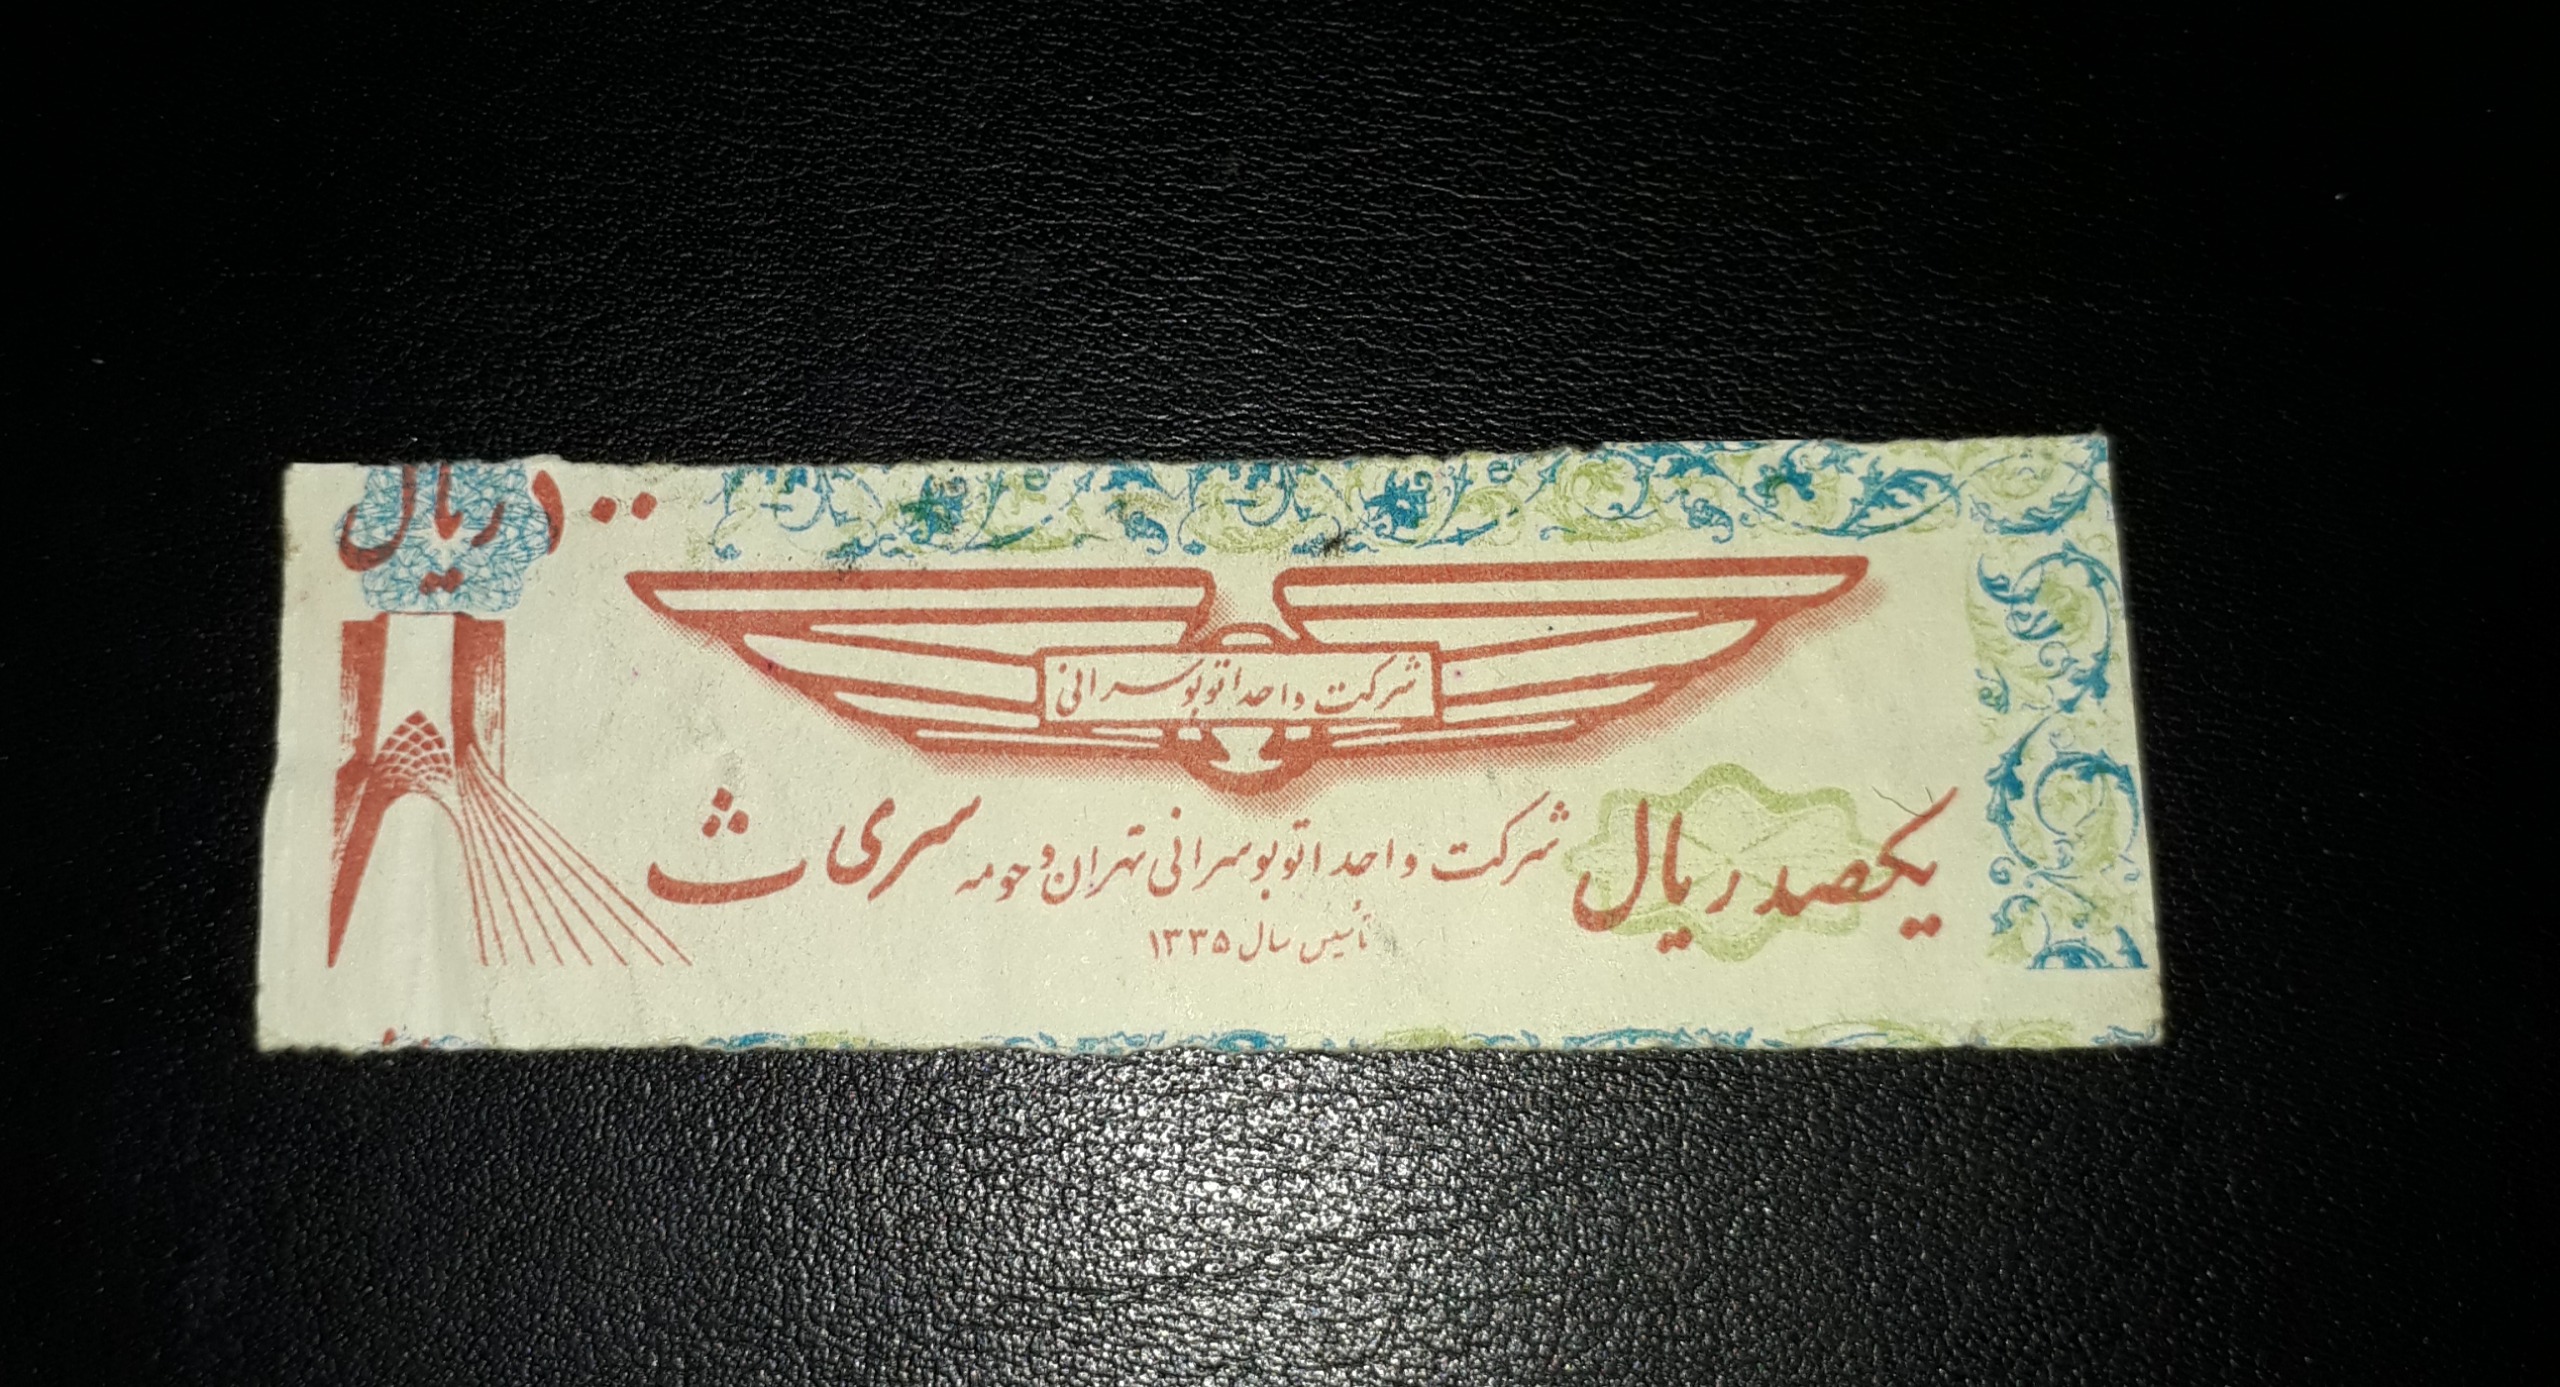 ۱۰۰ ریال
شرکت واحد اتوبوسرانی
یکصد ریال شرکت واحد اتوبوسرانی تهران و حومه سری ث
تأسیس سال ۱۳۳۵